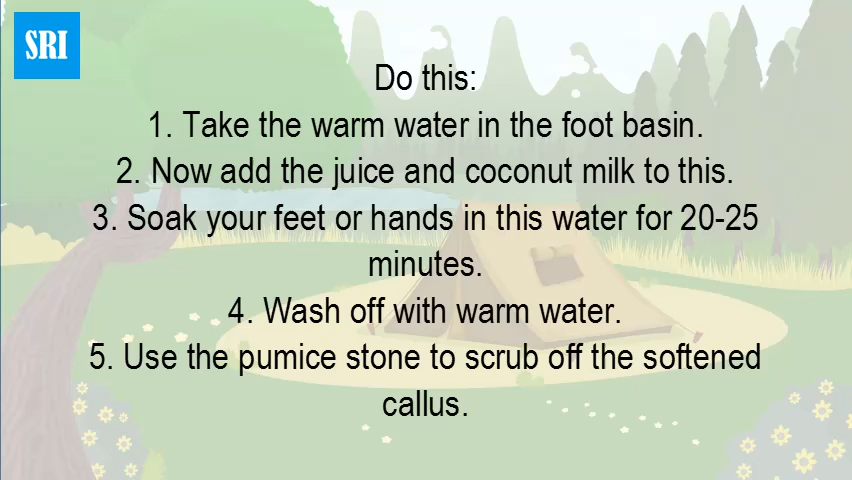 SRI
Do this:
1. Take the warm water in the foot basin.
2. Now add the juice and coconut milk to this.
3. Soak your feet or hands in this water for 20-25
minutes.
4. Wash off with warm water.
5. Use the pumice stone to scrub off the softened
callus.